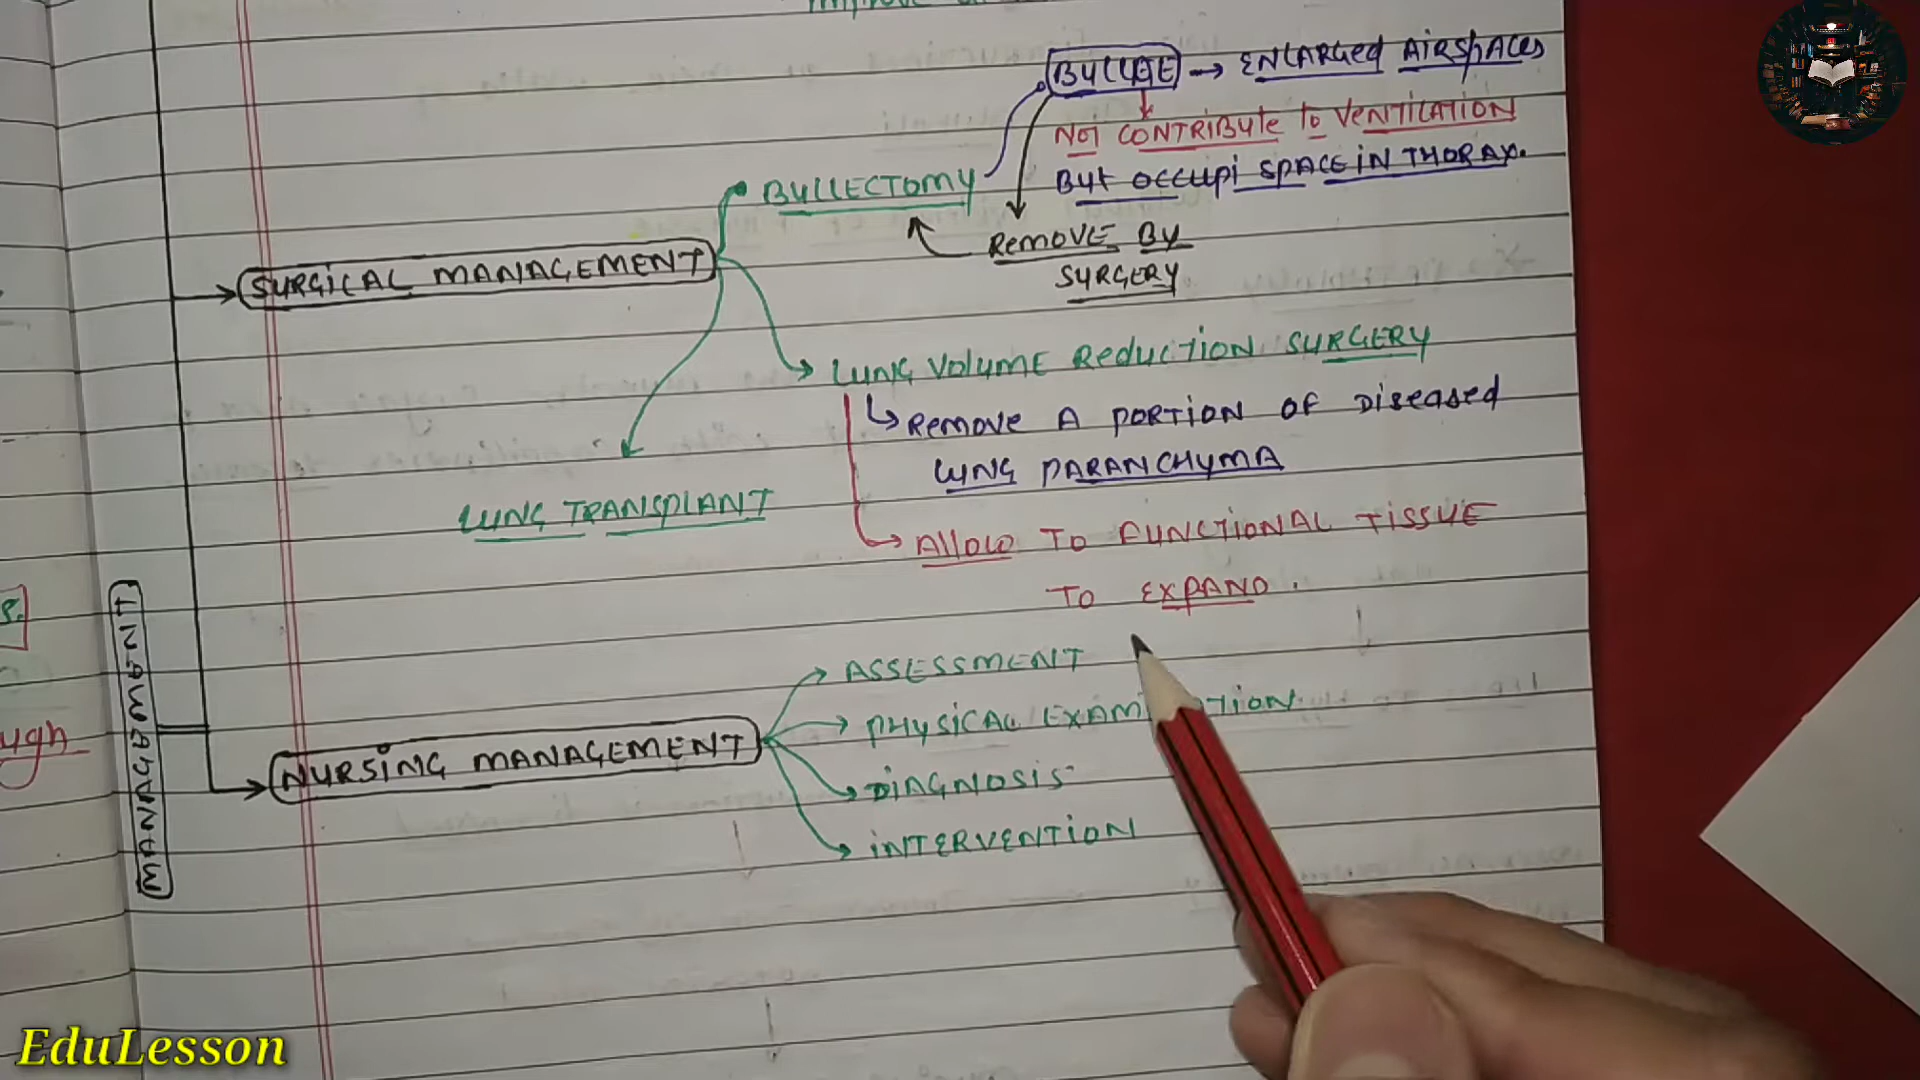 BULLAE → ENLARGED AIRSPACES
NOT CONTRIBUTE to VENTILATION
But OCCUPI SPACE IN THORAX.
BULLECTOMY
REMOVE BY
SURGERY
SURGICAL MANAGEMENT
LUNG VOLUME REDUCTION SURGERY
REMOVE A PORTION OF DISEASED
LUNG PARANCHYMA
LUNG TRANSPLANT
ALLOW TO FUNCTIONAL TISSUE
TO EXPAND.
MANAGEMENT
ugh
ASSESSMENT
PHYSICAL EXAMINATION
NURSING MANAGEMENT
DIAGNOSIS
INTERVENTION
EduLesson